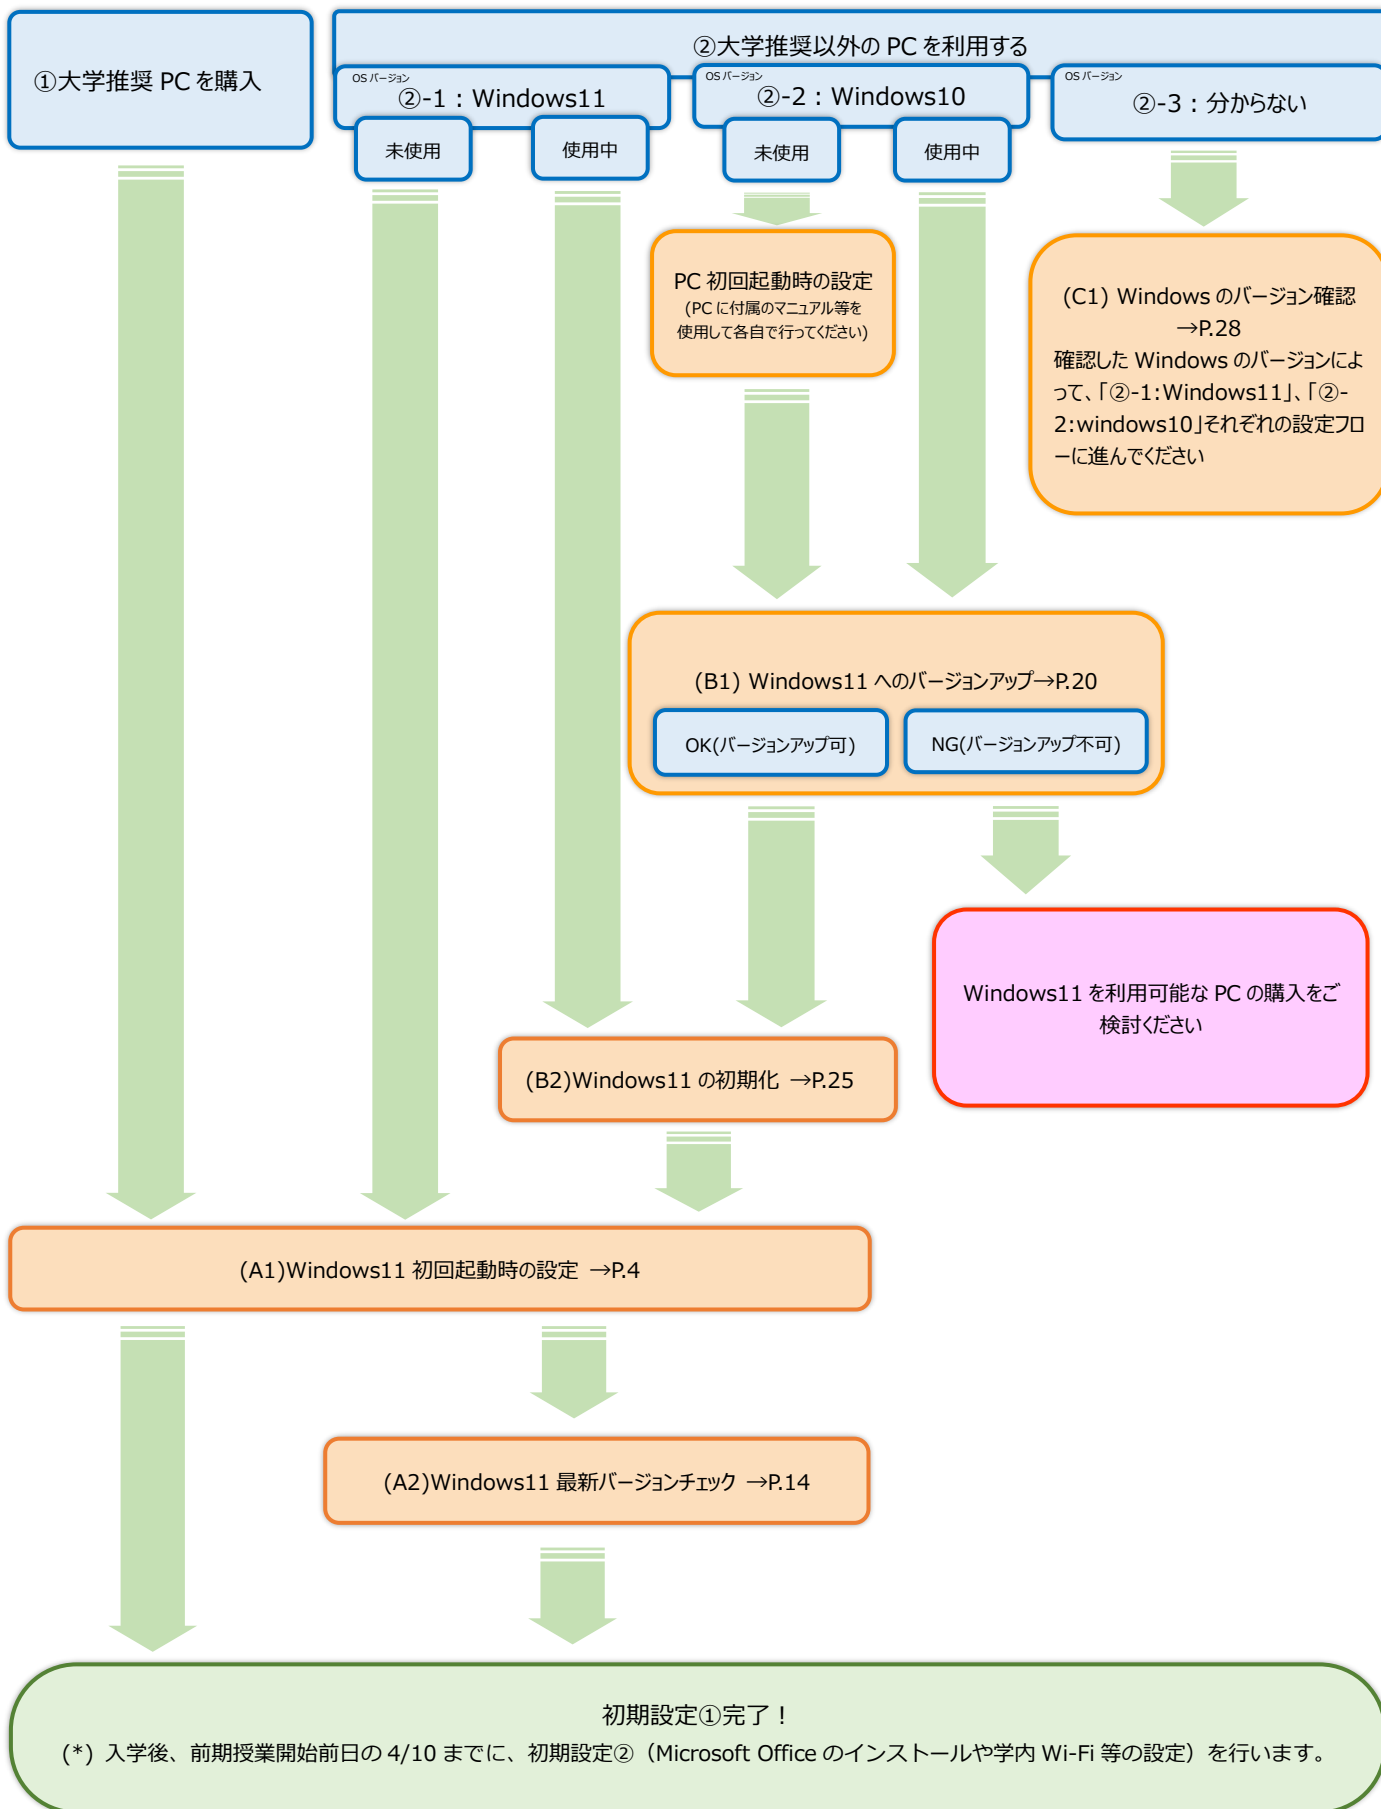 ①大学推奨 PC を購入
②大学推奨以外の PC を利用する
OS バージョン
②-1：Windows11
未使用
使用中
OS バージョン
②-2：Windows10
未使用
使用中
OS バージョン
②-3：分からない
PC 初回起動時の設定
(PC に付属のマニュアル等を
使用して各自で行ってください)
(C1) Windows のバージョン確認
→P.28
確認した Windows のバージョンによ
って、「②-1:Windows11」、「②-
2:windows10」それぞれの設定フロ
ーに進んでください
(B1) Windows11 へのバージョンアップ→P.20
OK(バージョンアップ可)
NG(バージョンアップ不可)
Windows11 を利用可能な PC の購入をご
検討ください
(B2)Windows11 の初期化 →P.25
(A1)Windows11 初回起動時の設定 →P.4
(A2)Windows11 最新バージョンチェック →P.14
初期設定①完了！
(*) 入学後、前期授業開始前日の 4/10 までに、初期設定②（Microsoft Office のインストールや学内 Wi-Fi 等の設定）を行います。